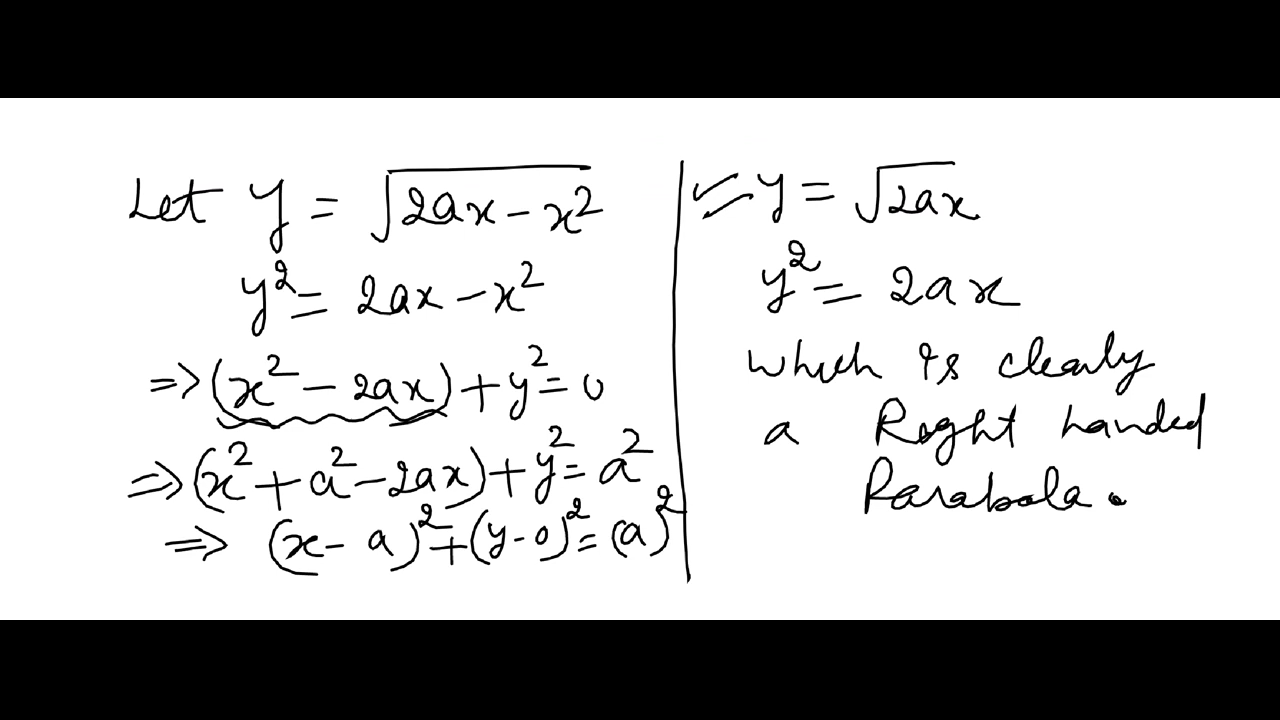 Let y = √(2ax - x²)
y² = 2ax - x²
=> (x² - 2ax) + y² = 0
=> (x² + a² - 2ax) + y² = a²
=> (x - a)² + (y - 0)² = (a)²
y = √(2ax)
y² = 2ax
which is clearly
a Right handed
Parabola.